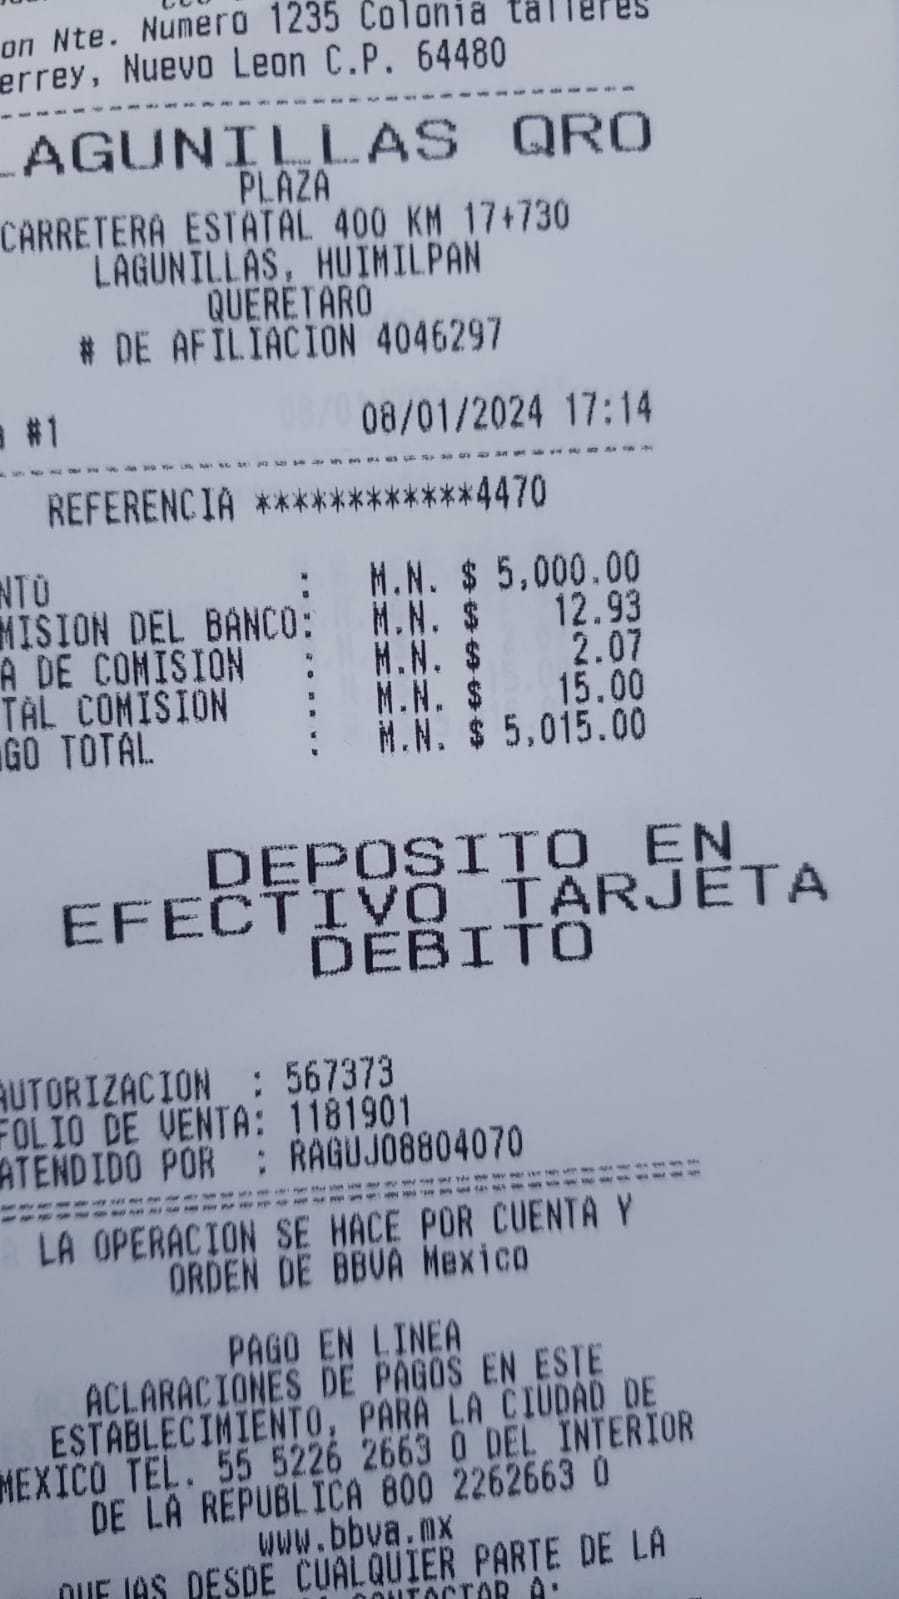 on Nte. Numero 1235 Colonia talleres
errey, Nuevo Leon C.P. 64480
LAGUNILLAS QRO
PLAZA
CARRETERA ESTATAL 400 KM 17+730
LAGUNILLAS, HUIMILPAN
QUERETARO
# DE AFILIACION 4046297
#1 08/01/2024 17:14
REFERENCIA ************4470
NTO : M.N. $ 5,000.00
MISION DEL BANCO: M.N. $ 12.93
A DE COMISION : M.N. $ 2.07
TAL COMISION : M.N. $ 15.00
GO TOTAL : M.N. $ 5,015.00
DEPOSITO EN
EFECTIVO TARJETA
DEBITO
AUTORIZACION : 567373
FOLIO DE VENTA: 1181901
ATENDIDO POR : RAGUJO8804070
LA OPERACION SE HACE POR CUENTA Y
ORDEN DE BBVA Mexico
PAGO EN LINEA
ACLARACIONES DE PAGOS EN ESTE
ESTABLECIMIENTO, PARA LA CIUDAD DE
MEXICO TEL. 55 5226 2663 O DEL INTERIOR
DE LA REPUBLICA 800 2262663 O
www.bbva.mx
QUEJAS DESDE CUALQUIER PARTE DE LA
CONTACTAR A: